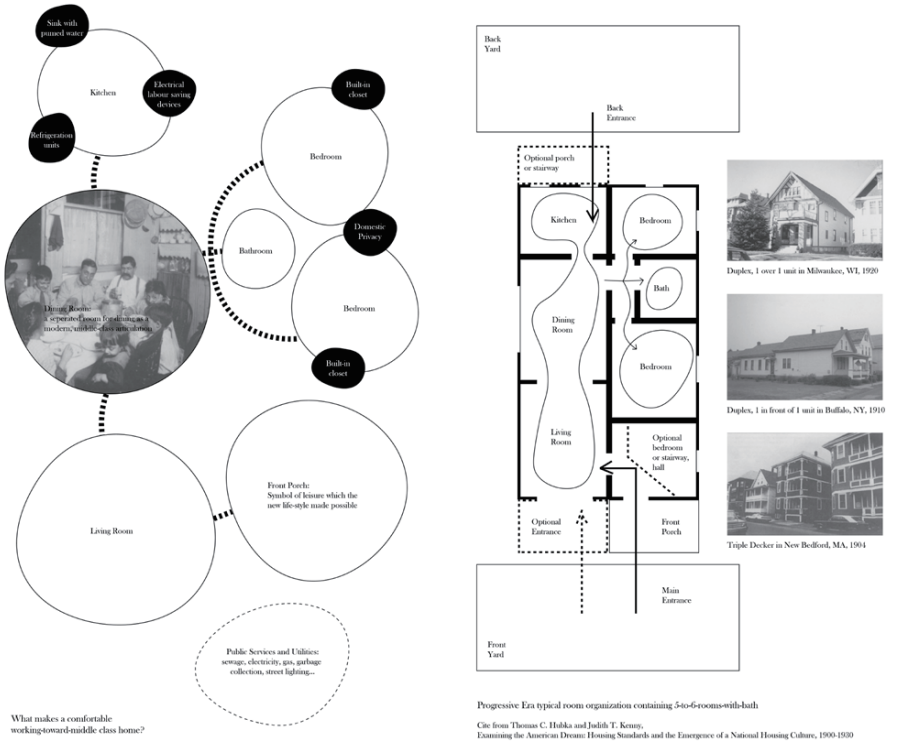 Sink with
pumed water
Kitchen
Electrical
labour saving
devices
Refrigeration
units
Built-in
closet
Bedroom
Domestic
Privacy
Bathroom
Bedroom
Built-in
closet
Dining Room:
a seperated room for dining as a
modern, middle-class articulation
Living Room
Front Porch:
Symbol of leisure which the
new life-style made possible
Public Services and Utilities:
sewage, electricity, gas, garbage
collection, street lighting...
What makes a comfortable
working-toward-middle class home?
Back
Yard
Back
Entrance
Optional porch
or stairway
Kitchen
Bedroom
Bath
Dining
Room
Bedroom
Living
Room
Optional
bedroom
or stairway,
hall
Optional
Entrance
Front
Porch
Main
Entrance
Front
Yard
Duplex, 1 over 1 unit in Milwaukee, WI, 1920
Duplex, 1 in front of 1 unit in Buffalo, NY, 1910
Triple Decker in New Bedford, MA, 1904
Progressive Era typical room organization containing 5-to-6-rooms-with-bath
Cite from Thomas C. Hubka and Judith T. Kenny,
Examining the American Dream: Housing Standards and the Emergence of a National Housing Culture, 1900-1930